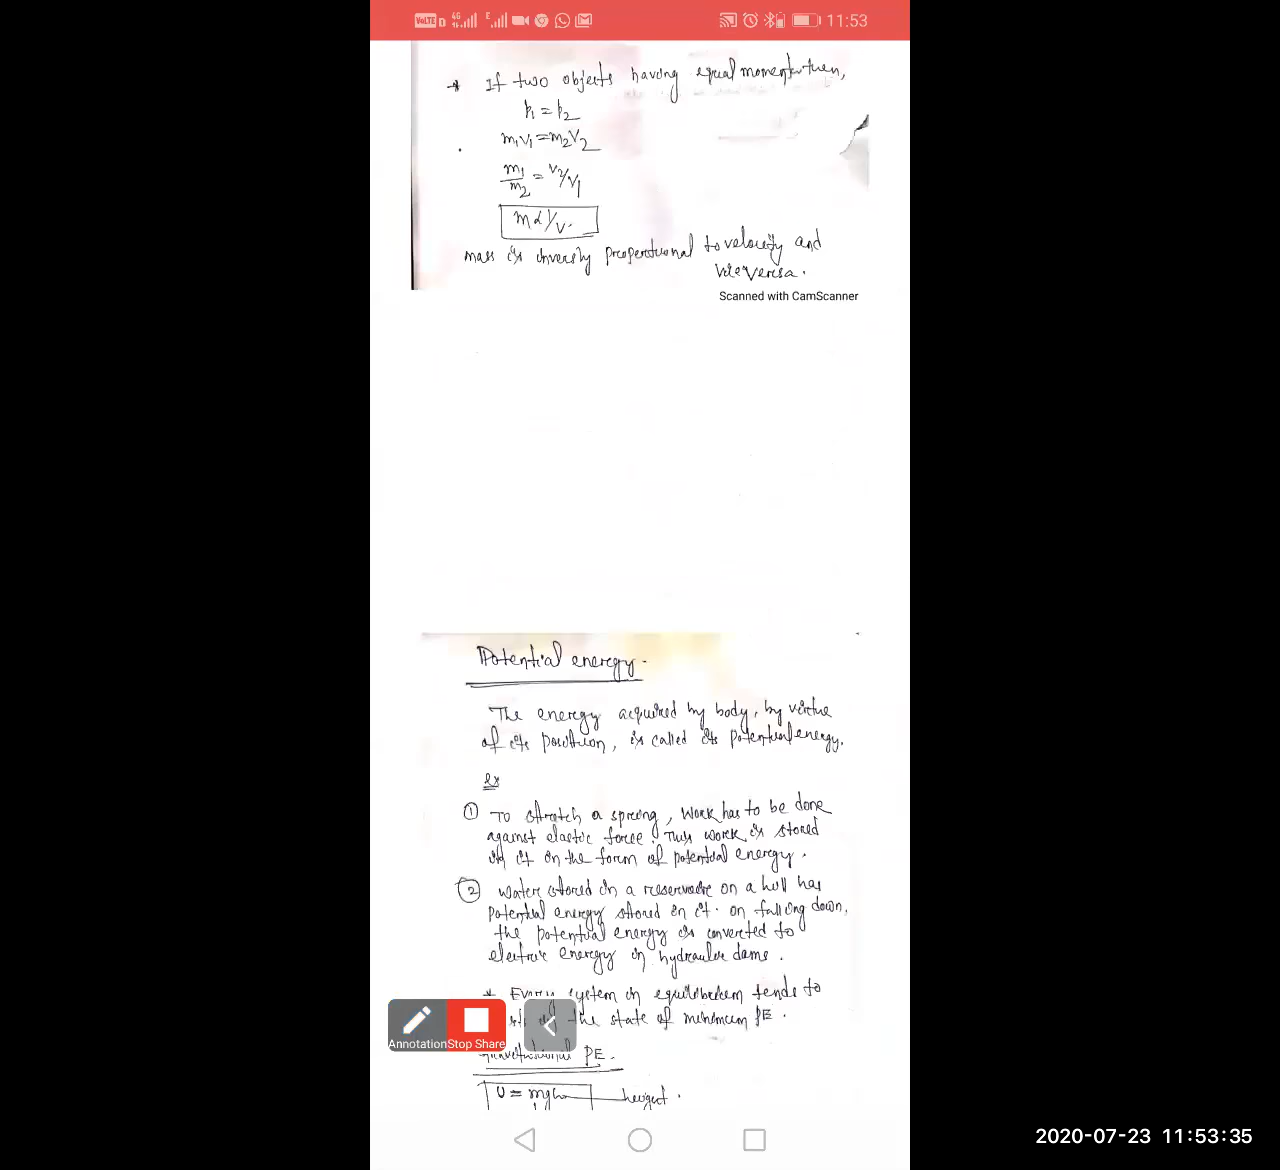 VoLTE D 4G E 11:53
If two objects having equal momentum then,
p₁ = p₂
m₁v₁ = m₂v₂
m₁/m₂ = v₂/v₁
m α 1/v.
mass is inversly proportional to velocity and
vice versa.
Scanned with CamScanner
Potential energy.
The energy acquired by body, by virtue
of its position, is called its potential energy.
Ex
① To stretch a spring, work has to be done
against elastic force. This work is stored
in it in the form of potential energy.
② Water stored in a reservoir on a hill has
potential energy stored in it. on falling down,
the potential energy is converted to
electric energy in hydraulic dams.
* Every system in equilibrium tends to
the state of minimum PE.
Gravitational PE.
U = mgh height.
Annotation Stop Share
2020-07-23 11:53:35